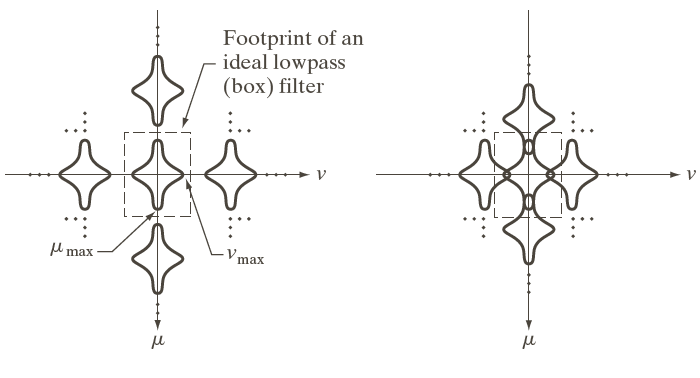 Footprint of an
ideal lowpass
(box) filter
v
v
μ max
v max
μ
μ